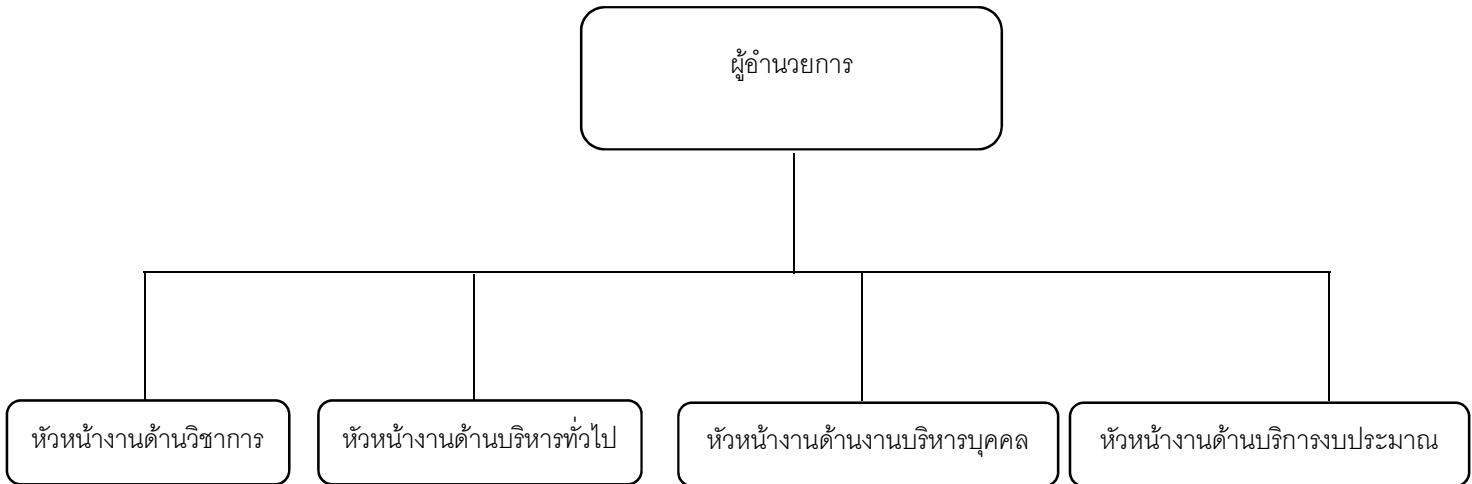 ผู้อำนวยการ
หัวหน้างานด้านวิชาการ
หัวหน้างานด้านบริหารทั่วไป
หัวหน้างานด้านงานบริหารบุคคล
หัวหน้างานด้านบริการงบประมาณ